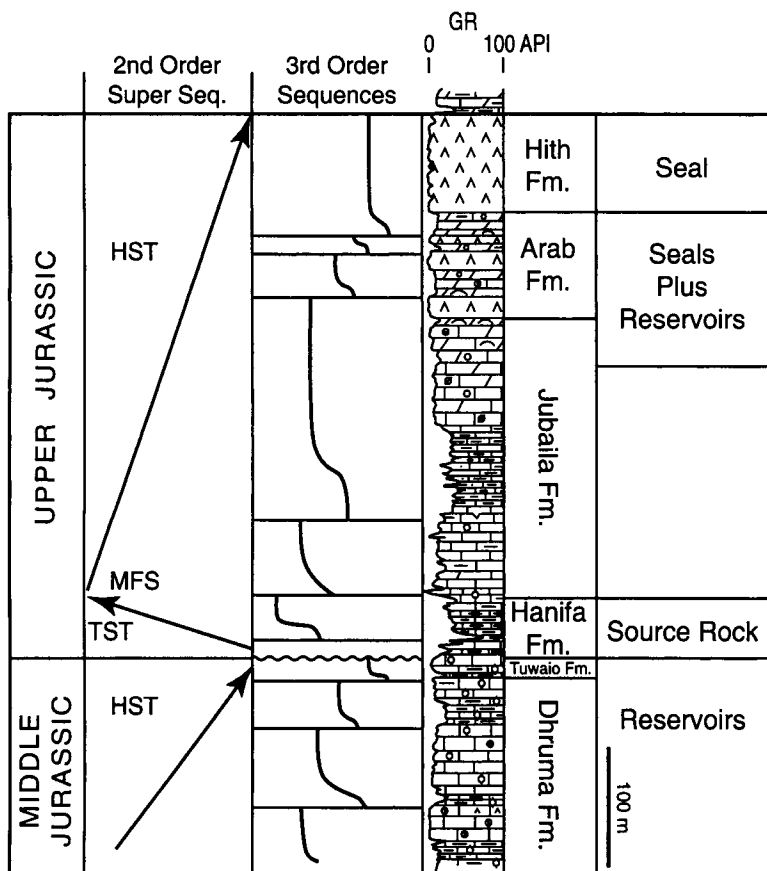 GR
0 100 API
2nd Order
Super Seq.
3rd Order
Sequences
UPPER JURASSIC
HST
MFS
TST
MIDDLE
JURASSIC
HST
Hith
Fm.
Seal
Arab
Fm.
Seals
Plus
Reservoirs
Jubaila Fm.
Hanifa
Fm.
Source Rock
Tuwaio Fm.
Dhruma Fm.
Reservoirs
100 m